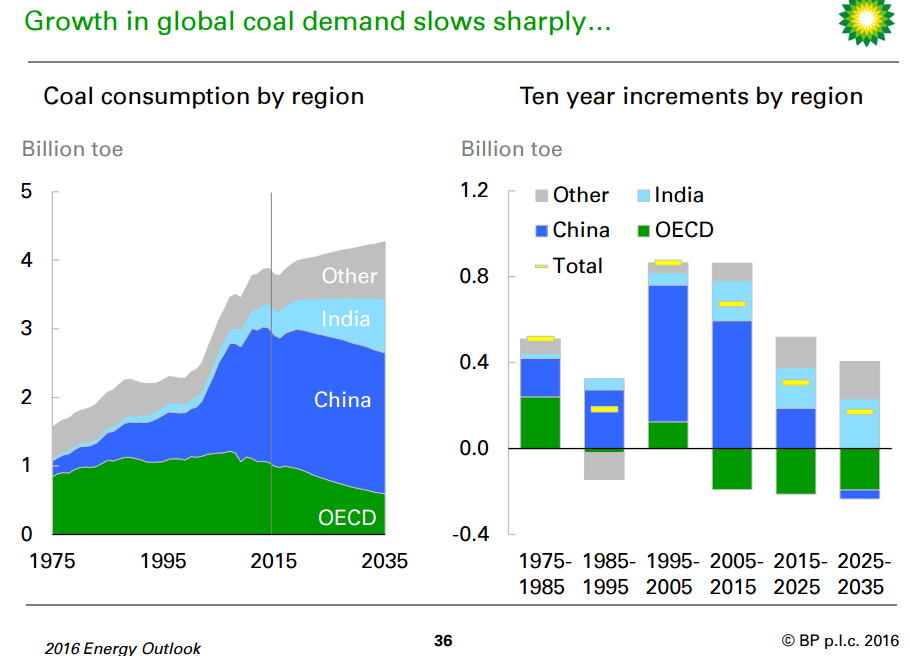 Growth in global coal demand slows sharply...
Coal consumption by region
Billion toe
5
4
3
2
1
0
Other
India
China
OECD
1975
1995
2015
2035
Ten year increments by region
Billion toe
1.2
0.8
0.4
0.0
-0.4
Other
India
China
OECD
Total
1975-
1985
1985-
1995
1995-
2005
2005-
2015
2015-
2025
2025-
2035
2016 Energy Outlook
36
© BP p.l.c. 2016